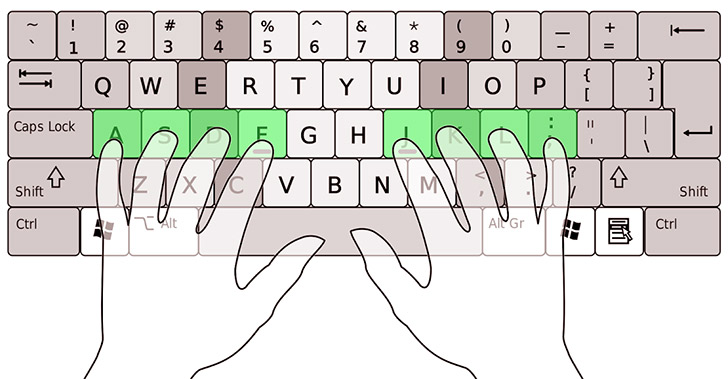 ~ ! @ # $ % ^ & * ( ) _ +
` 1 2 3 4 5 6 7 8 9 0 - =
Q W E R T Y U I O P { [ } ]
Caps Lock A S D F G H J K L : ; " ' | \
Shift Z X C V B N M < , > . ? / Shift
Ctrl Alt Alt Gr Ctrl